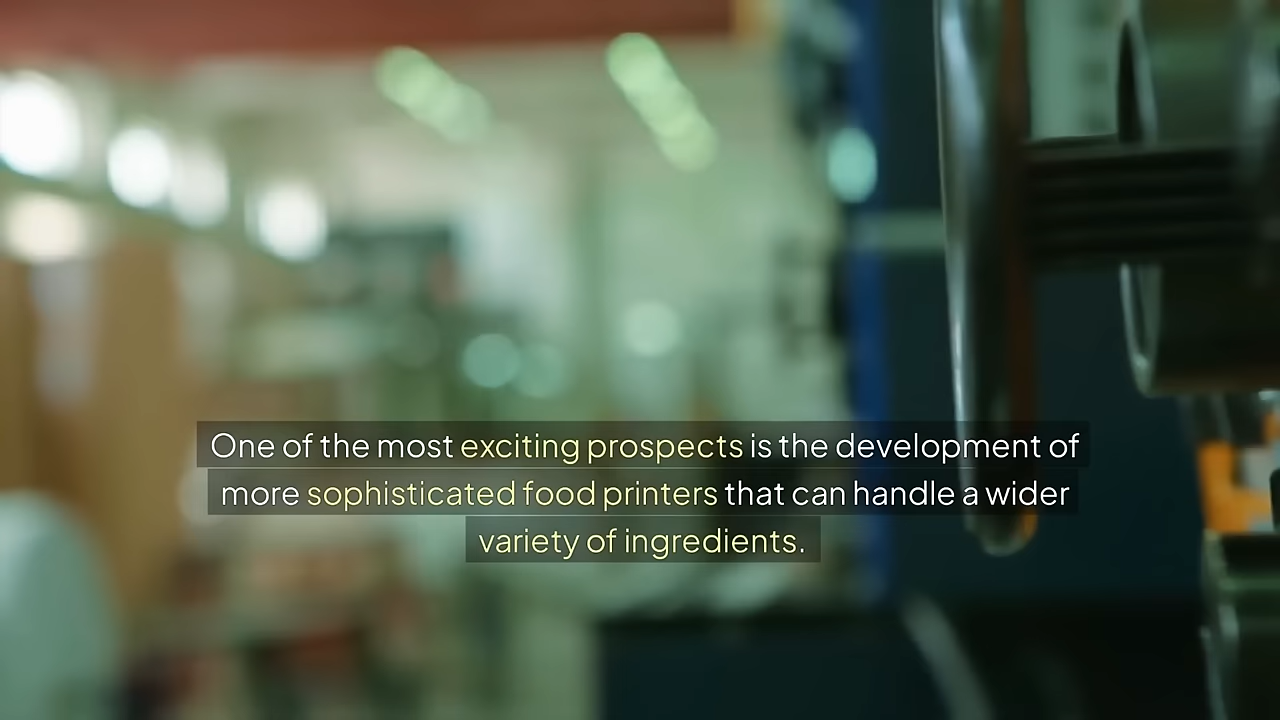 One of the most exciting prospects is the development of
more sophisticated food printers that can handle a wider
variety of ingredients.